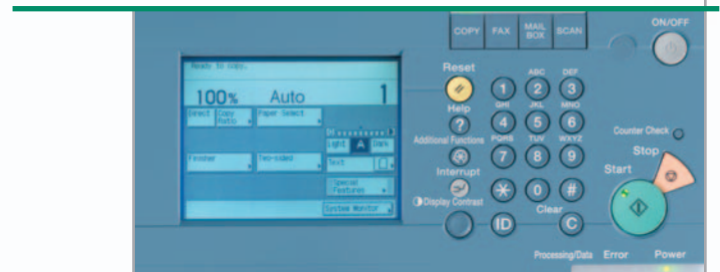 COPY FAX MAIL BOX SCAN ON/OFF
Ready to copy.
100% Auto 1
Direct Copy Ratio Paper Select
Light A Dark
Finisher Two-sided Text
Special Features
System Monitor
Reset
Help
Additional Functions
Interrupt
Display Contrast
ABC DEF
1 2 3
GHI JKL MNO
4 5 6
PQRS TUV WXYZ
7 8 9
* 0 #
Clear
ID C
Counter Check
Stop
Start
Processing/Data Error Power